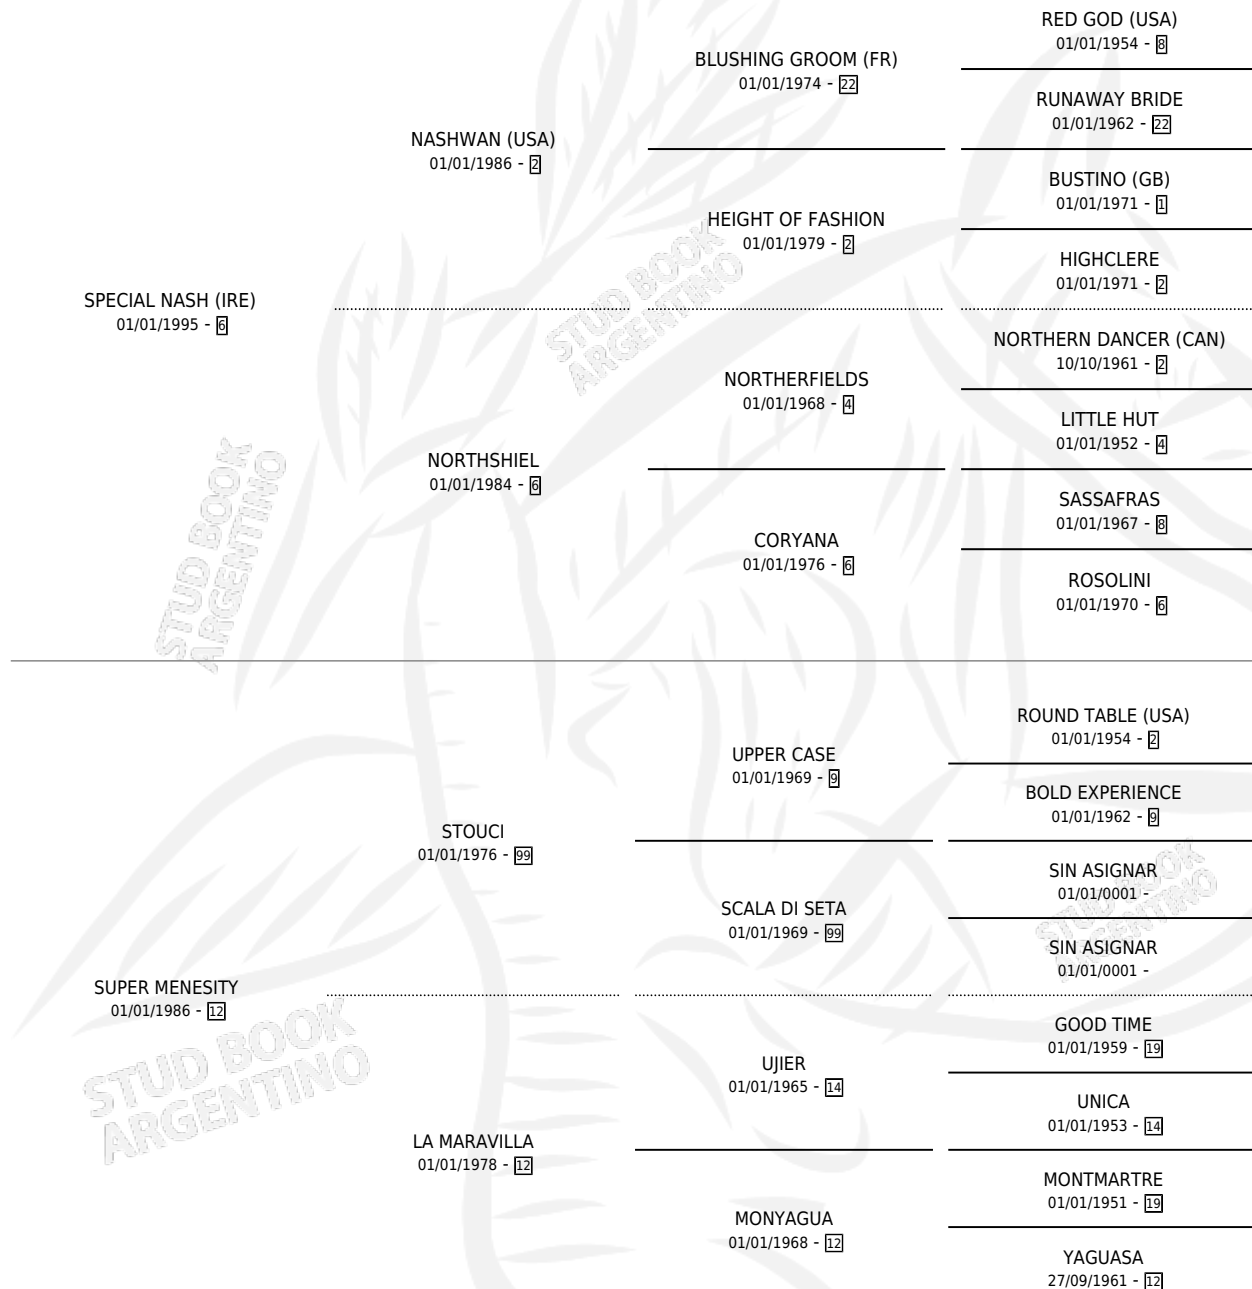 RED GOD (USA)
01/01/1954 - 8
BLUSHING GROOM (FR)
01/01/1974 - 22
RUNAWAY BRIDE
01/01/1962 - 22
NASHWAN (USA)
01/01/1986 - 2
BUSTINO (GB)
01/01/1971 - 1
HEIGHT OF FASHION
01/01/1979 - 2
HIGHCLERE
01/01/1971 - 2
SPECIAL NASH (IRE)
01/01/1995 - 6
NORTHERN DANCER (CAN)
10/10/1961 - 2
NORTHERFIELDS
01/01/1968 - 4
LITTLE HUT
01/01/1952 - 4
NORTHSHIEL
01/01/1984 - 6
SASSAFRAS
01/01/1967 - 8
CORYANA
01/01/1976 - 6
ROSOLINI
01/01/1970 - 6
STUD BOOK
ARGENTINO
STUD BOOK
ARGENTINO
ROUND TABLE (USA)
01/01/1954 - 2
UPPER CASE
01/01/1969 - 9
BOLD EXPERIENCE
01/01/1962 - 9
STOUCI
01/01/1976 - 99
SIN ASIGNAR
01/01/0001 -
SCALA DI SETA
01/01/1969 - 99
SIN ASIGNAR
01/01/0001 -
STUD BOOK
ARGENTINO
SUPER MENESITY
01/01/1986 - 12
GOOD TIME
01/01/1959 - 19
UJIER
01/01/1965 - 14
UNICA
01/01/1953 - 14
LA MARAVILLA
01/01/1978 - 12
MONTMARTRE
01/01/1951 - 19
MONYAGUA
01/01/1968 - 12
YAGUASA
27/09/1961 - 12
STUD BOOK
ARGENTINO